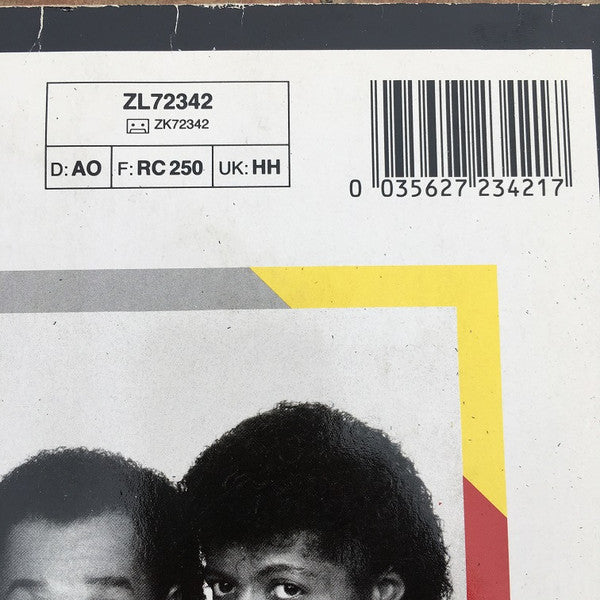 ZL72342
ZK72342
D: AO F: RC 250 UK: HH
0 035627 234217